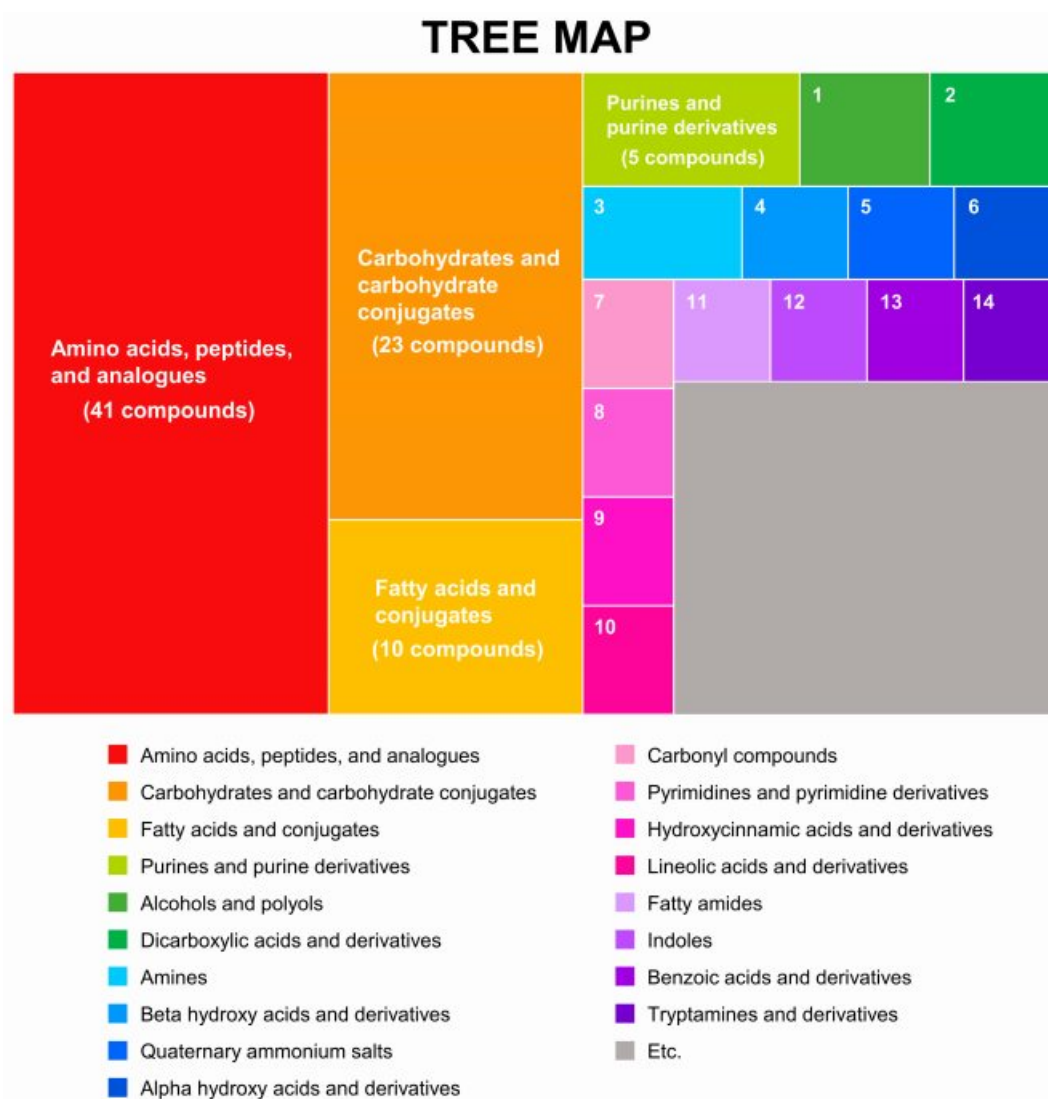 TREE MAP
Amino acids, peptides,
and analogues
(41 compounds)
Carbohydrates and
carbohydrate
conjugates
(23 compounds)
Fatty acids and
conjugates
(10 compounds)
Purines and
purine derivatives
(5 compounds)
1
2
3
4
5
6
7
11
12
13
14
8
9
10
Amino acids, peptides, and analogues
Carbohydrates and carbohydrate conjugates
Fatty acids and conjugates
Purines and purine derivatives
Alcohols and polyols
Dicarboxylic acids and derivatives
Amines
Beta hydroxy acids and derivatives
Quaternary ammonium salts
Alpha hydroxy acids and derivatives
Carbonyl compounds
Pyrimidines and pyrimidine derivatives
Hydroxycinnamic acids and derivatives
Lineolic acids and derivatives
Fatty amides
Indoles
Benzoic acids and derivatives
Tryptamines and derivatives
Etc.